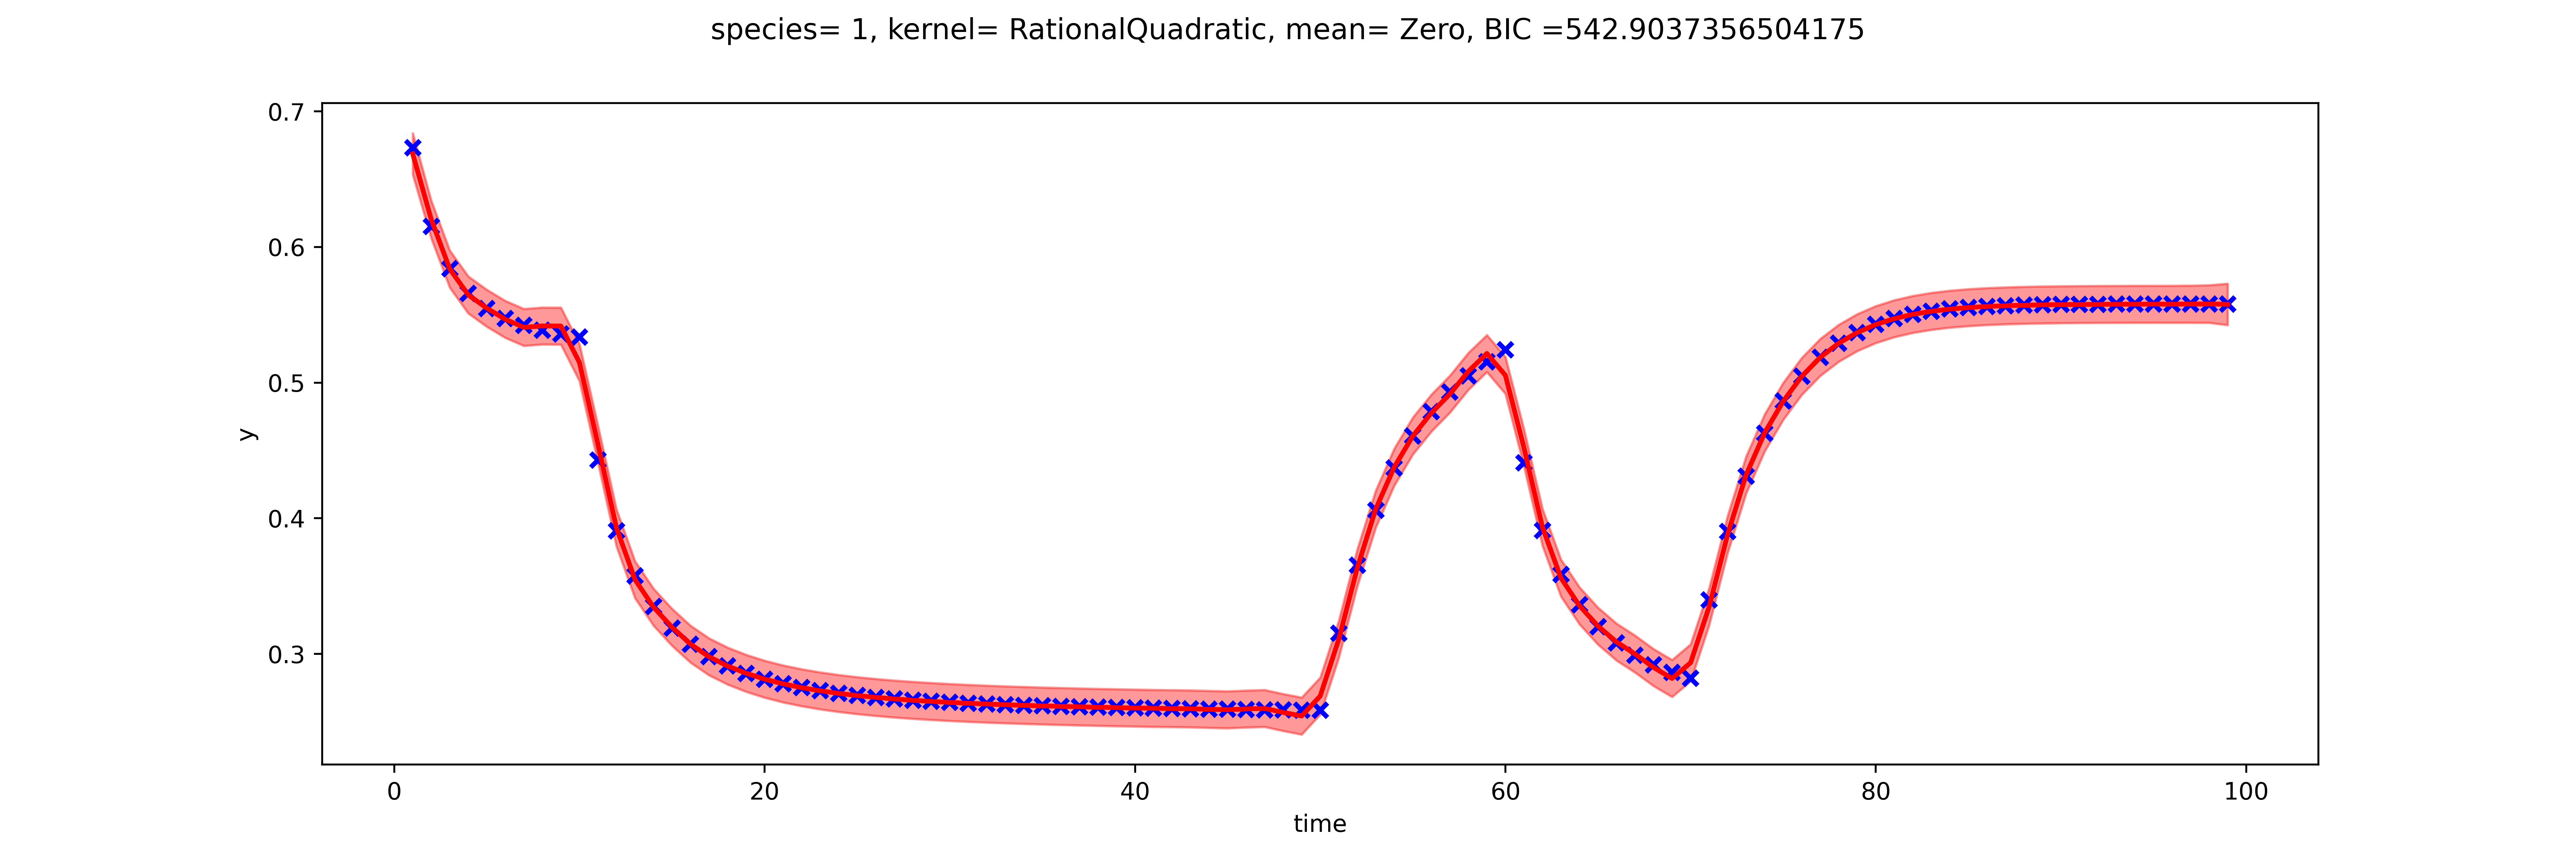 species= 1, kernel= RationalQuadratic, mean= Zero, BIC =542.9037356504175
0.7
0.6
0.5
0.4
0.3
y
0 20 40 60 80 100
time